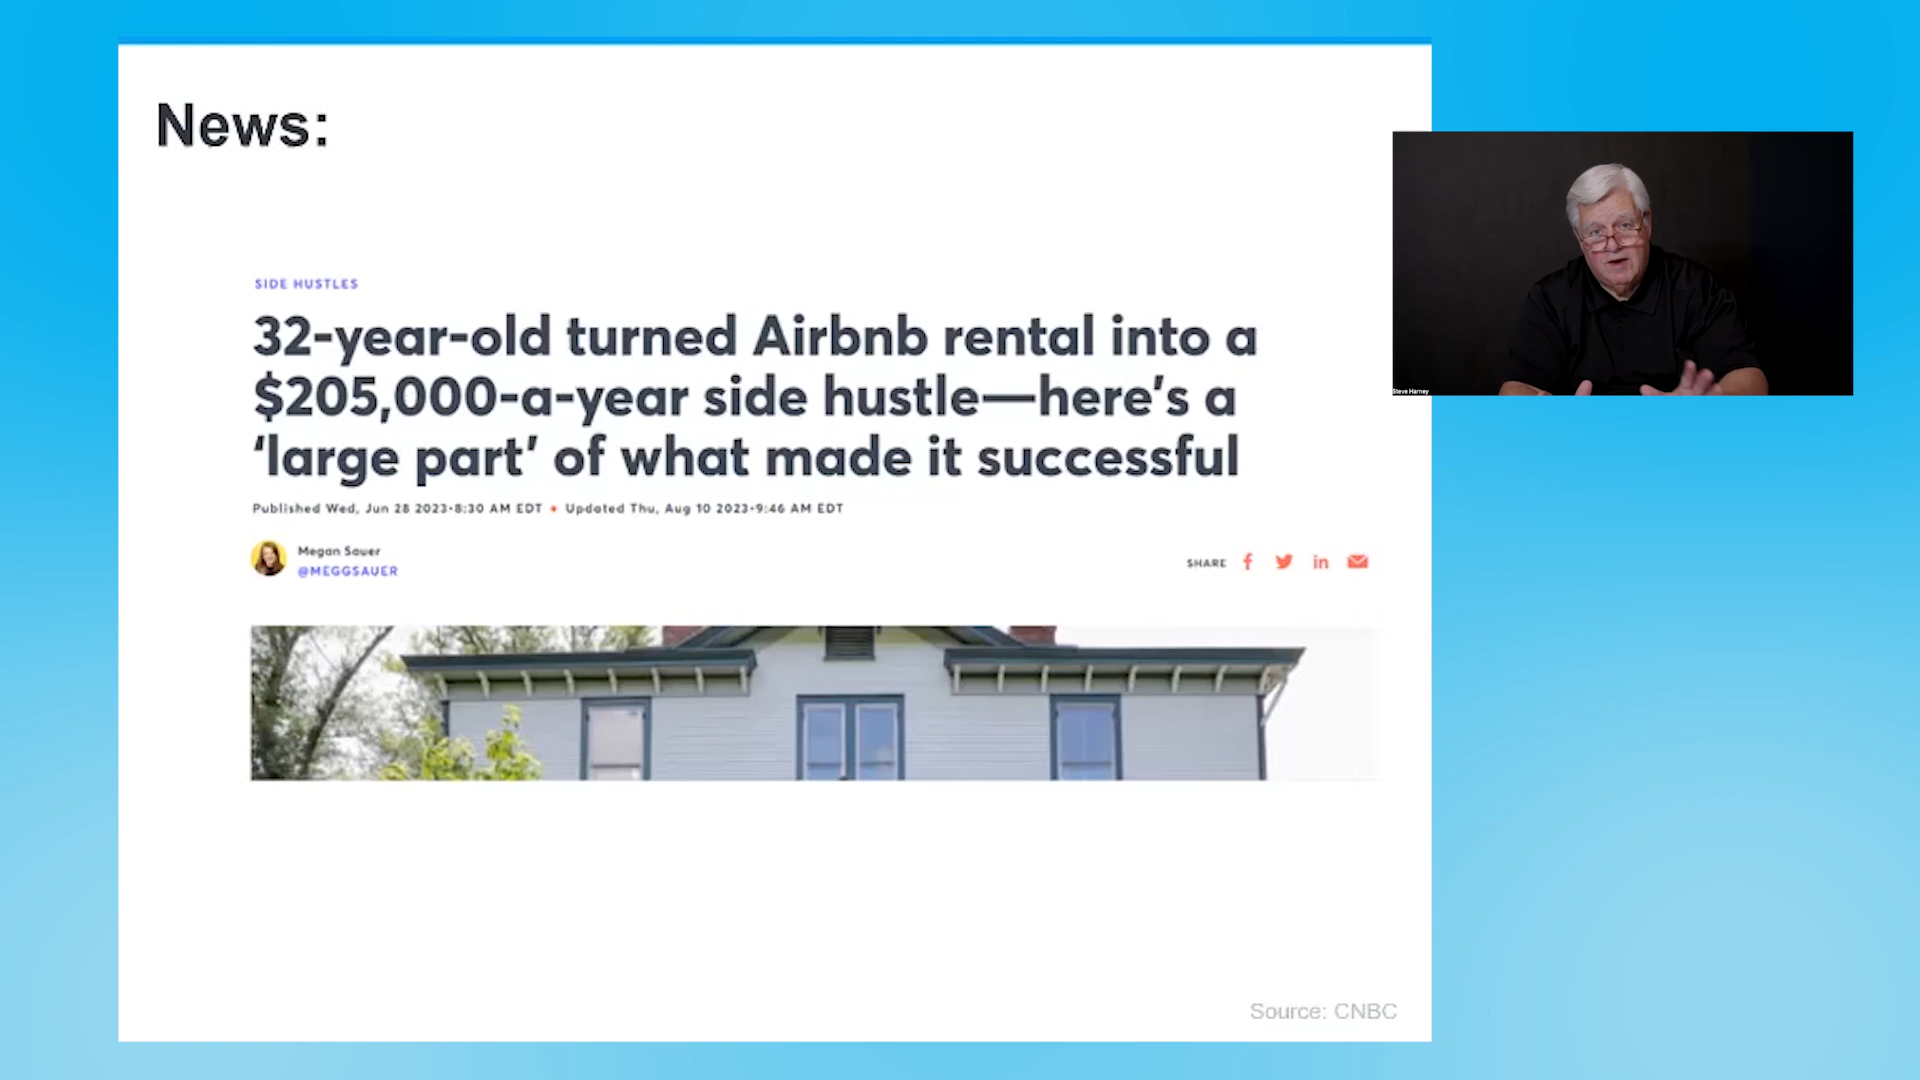 News:
SIDE HUSTLES
32-year-old turned Airbnb rental into a
$205,000-a-year side hustle—here’s a
‘large part’ of what made it successful
Published Wed, Jun 28 2023•8:30 AM EDT • Updated Thu, Aug 10 2023•9:46 AM EDT
Megan Sauer
@MEGGSAUER
SHARE
Source: CNBC
Steve Harney